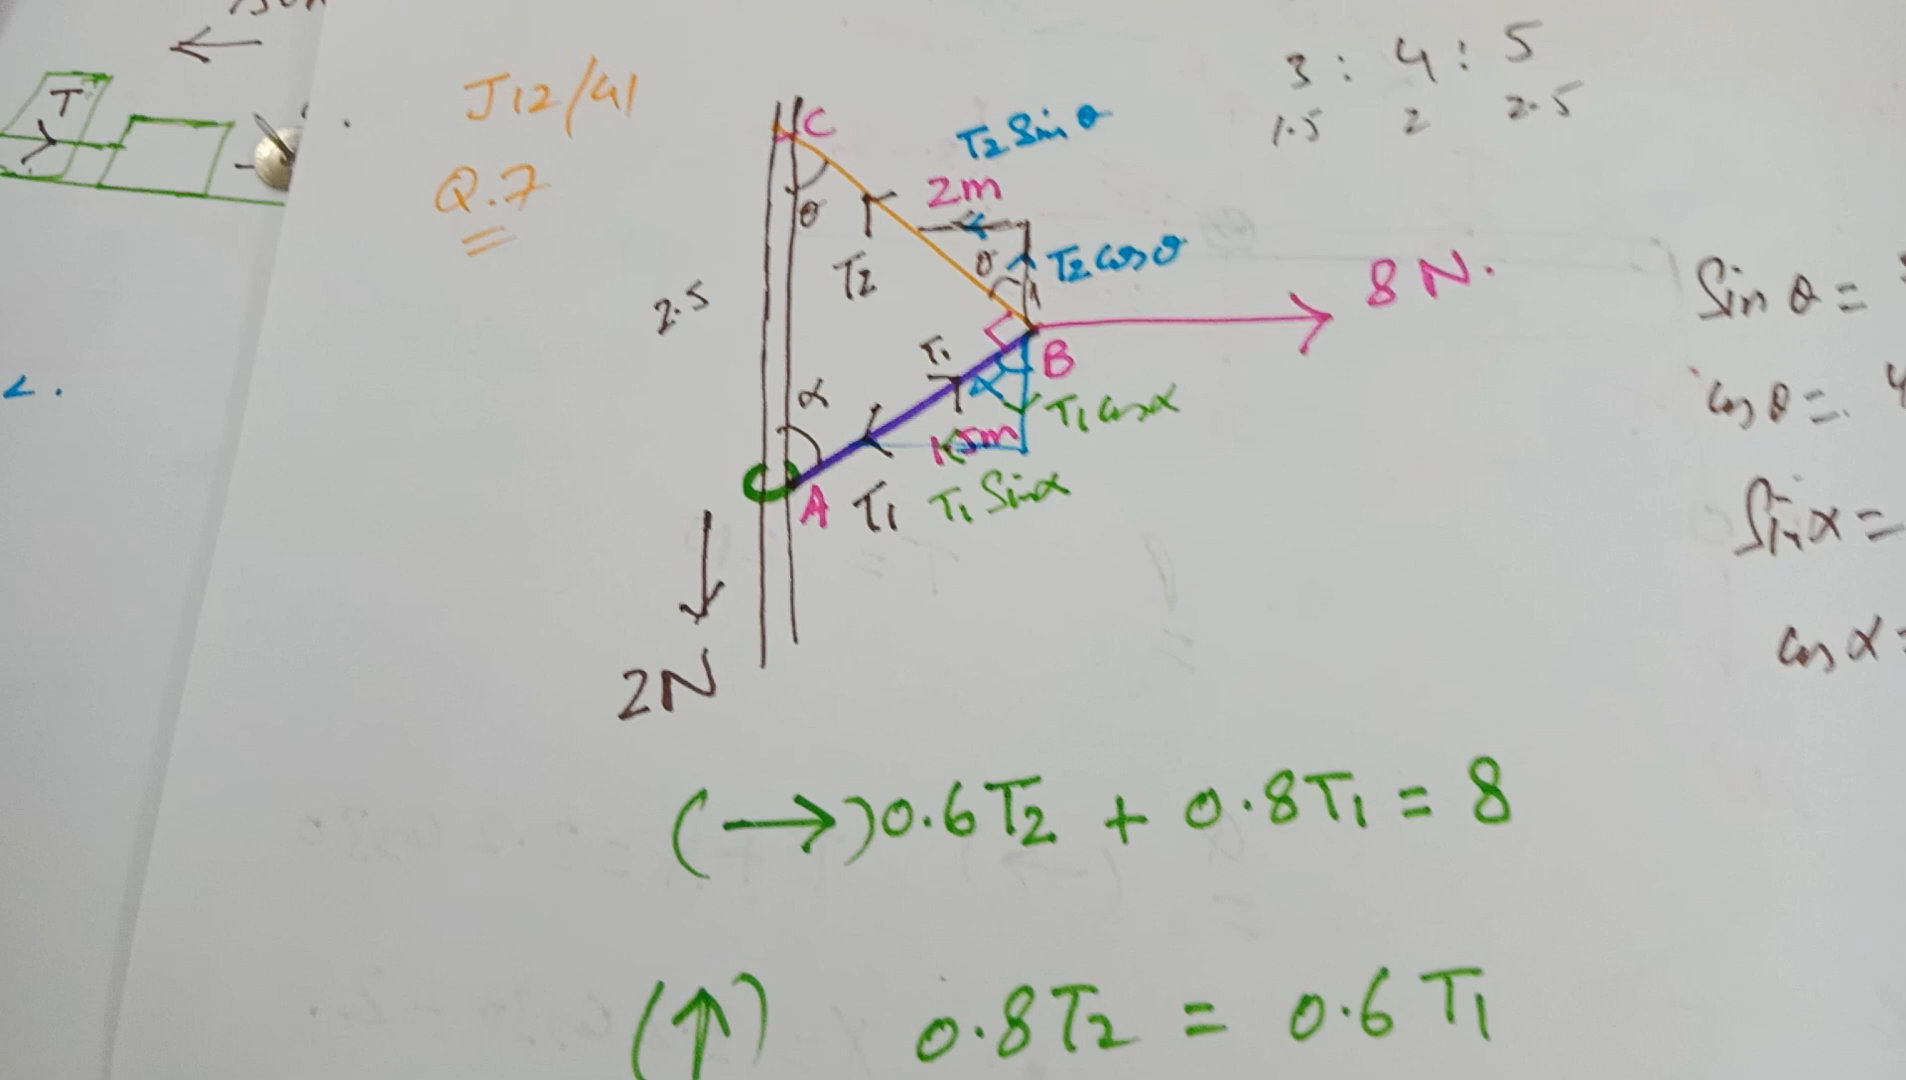 T
J12/41
Q.7
3 : 4 : 5
1.5 2 2.5
C
T2 Sin θ
2m
θ
T2
θ
T2 cos θ
8 N.
2.5
Sin θ =
T1
B
α
α
T1 cos α
cos θ =
1.5m
A
T1
T1 Sin α
Sin α =
cos α =
2N
(→) 0.6T2 + 0.8T1 = 8
(↑) 0.8T2 = 0.6T1